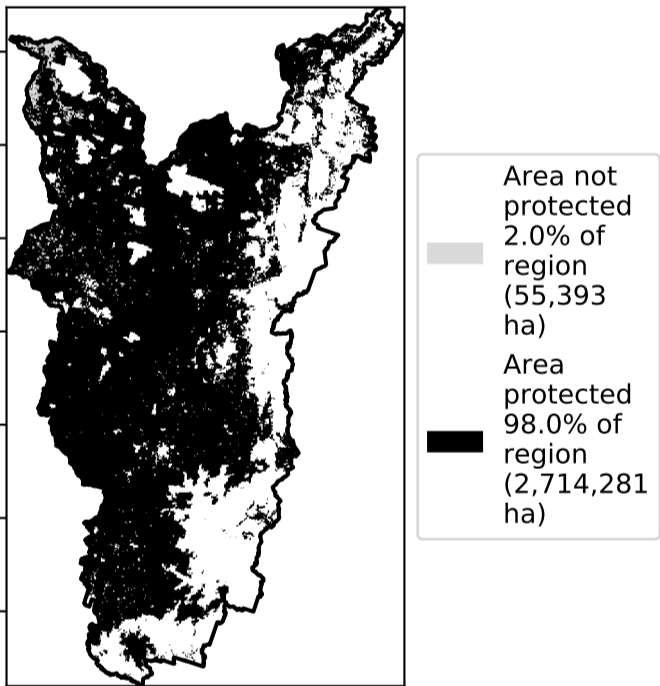 Area not
protected
2.0% of
region
(55,393
ha)
Area
protected
98.0% of
region
(2,714,281
ha)